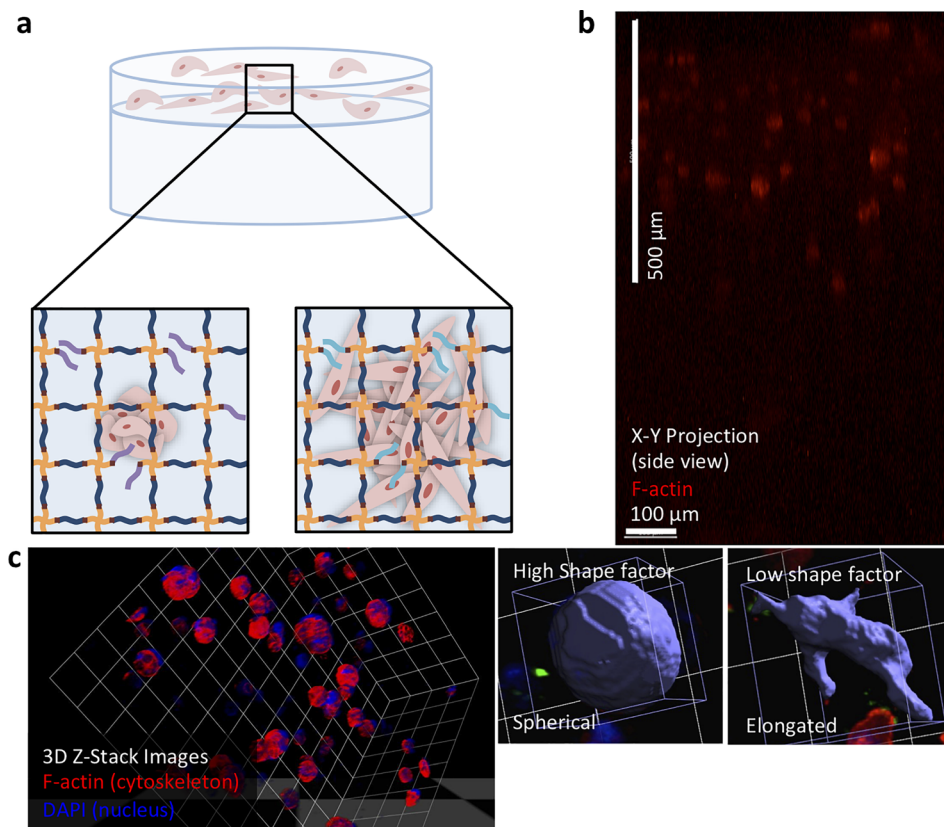 a
b
500 µm
X-Y Projection
(side view)
F-actin
100 µm
c
3D Z-Stack Images
F-actin (cytoskeleton)
DAPI (nucleus)
High Shape factor
Spherical
Low shape factor
Elongated